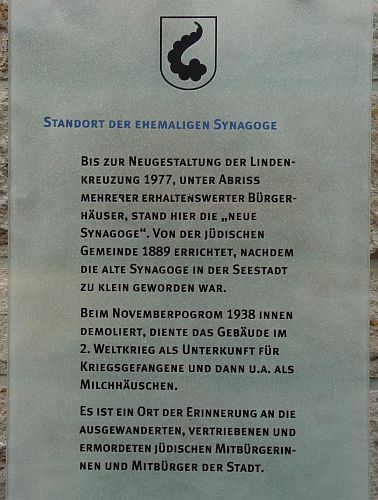 STANDORT DER EHEMALIGEN SYNAGOGE
BIS ZUR NEUGESTALTUNG DER LINDEN-
KREUZUNG 1977, UNTER ABRISS
MEHRERER ERHALTENSWERTER BÜRGER-
HÄUSER, STAND HIER DIE „NEUE
SYNAGOGE“. VON DER JÜDISCHEN
GEMEINDE 1889 ERRICHTET, NACHDEM
DIE ALTE SYNAGOGE IN DER SEESTADT
ZU KLEIN GEWORDEN WAR.
BEIM NOVEMBERPOGROM 1938 INNEN
DEMOLIERT, DIENTE DAS GEBÄUDE IM
2. WELTKRIEG ALS UNTERKUNFT FÜR
KRIEGSGEFANGENE UND DANN U.A. ALS
MILCHHÄUSCHEN.
ES IST EIN ORT DER ERINNERUNG AN DIE
AUSGEWANDERTEN, VERTRIEBENEN UND
ERMORDETEN JÜDISCHEN MITBÜRGERIN-
NEN UND MITBÜRGER DER STADT.